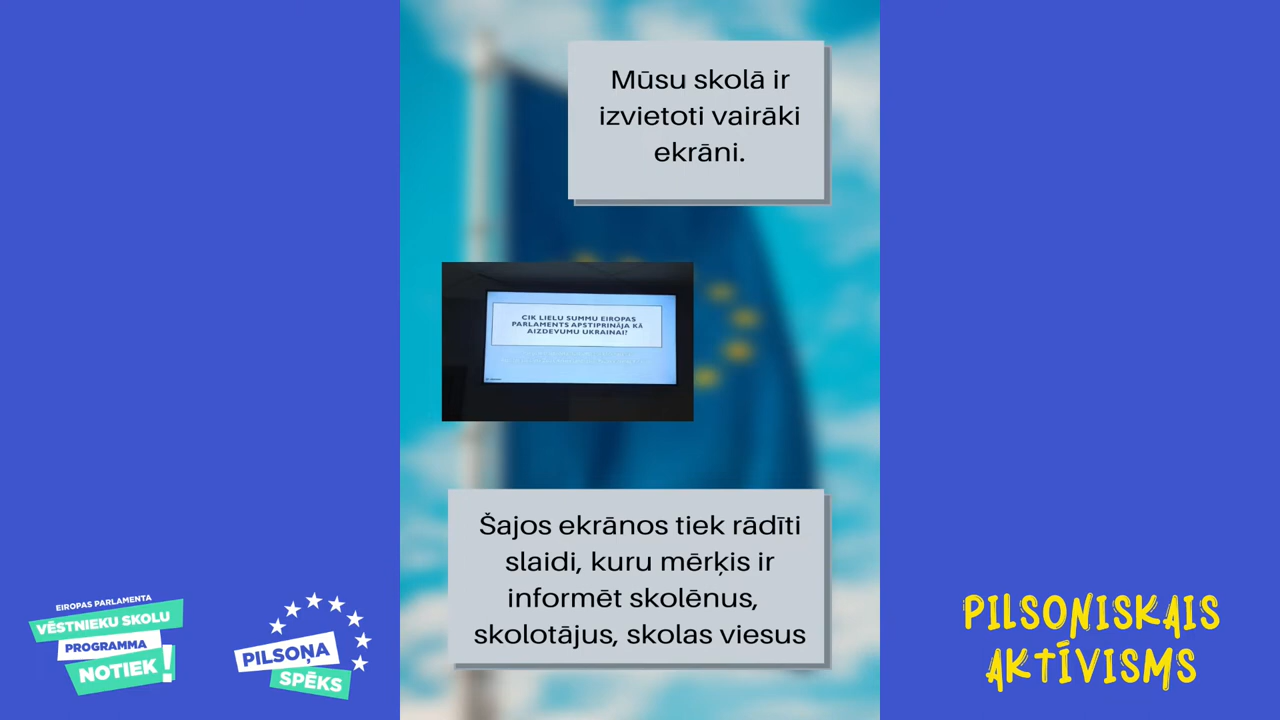 Mūsu skolā ir
izvietoti vairāki
ekrāni.
CIK LIELU SUMMU EIROPAS
PARLAMENTS APSTIPRINĀJA KĀ
AIZDEVUMU UKRAINAI?
Šajos ekrānos tiek rādīti
slaidi, kuru mērķis ir
informēt skolēnus,
skolotājus, skolas viesus
EIROPAS PARLAMENTA
VĒSTNIEKU SKOLU
PROGRAMMA
NOTIEK!
PILSOŅA
SPĒKS
PILSOŅISKAIS
AKTĪVISMS